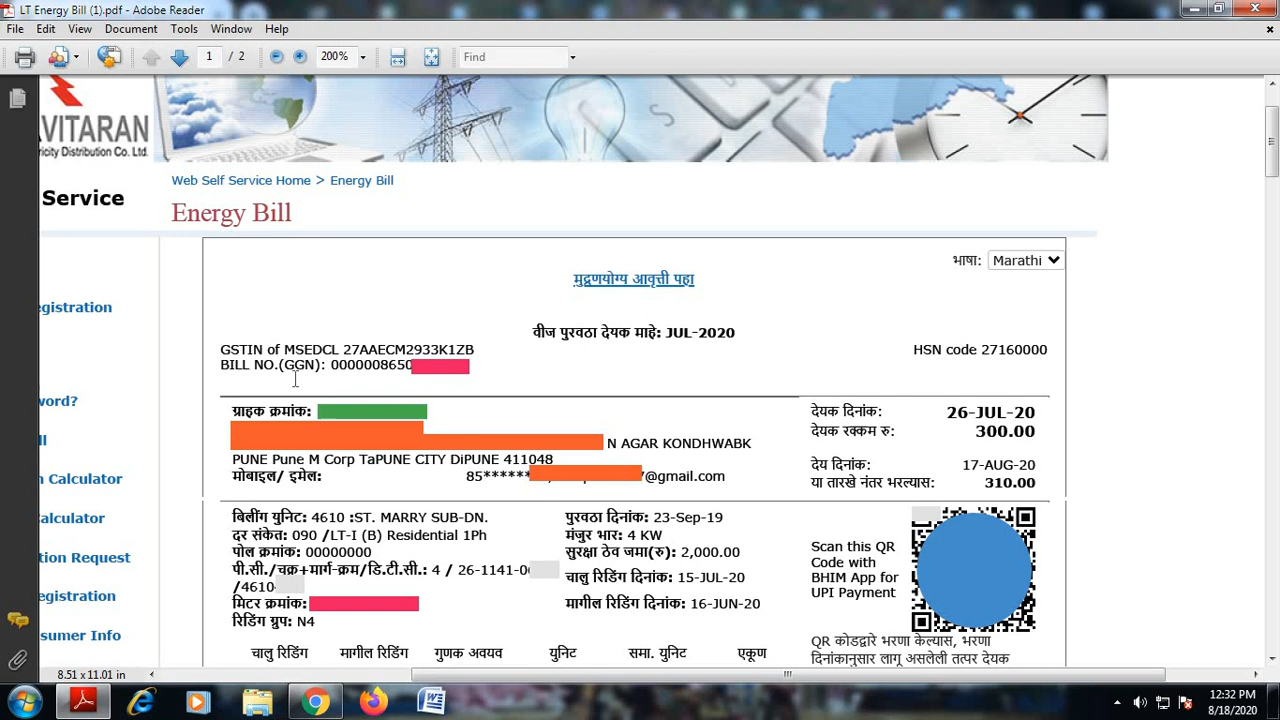 LT Energy Bill (1).pdf - Adobe Reader
File Edit View Document Tools Window Help
1 / 2 200% Find
AVITARAN
ricity Distribution Co. Ltd.
Web Self Service Home > Energy Bill
Service
Energy Bill
भाषा: Marathi
मुद्रणयोग्य आवृत्ती पहा
egistration
वीज पुरवठा देयक माहे: JUL-2020
GSTIN of MSEDCL 27AAECM2933K1ZB HSN code 27160000
BILL NO.(GGN): 0000008650
word?
ग्राहक क्रमांक: देयक दिनांक: 26-JUL-20
देयक रक्कम रु: 300.00
ll N AGAR KONDHWABK
PUNE Pune M Corp TaPUNE CITY DiPUNE 411048 देय दिनांक: 17-AUG-20
मोबाइल/ इमेल: 85****** 7@gmail.com या तारखे नंतर भरल्यास: 310.00
n Calculator
बिलींग युनिट: 4610 :ST. MARRY SUB-DN. पुरवठा दिनांक: 23-Sep-19
alculator
दर संकेत: 090 /LT-I (B) Residential 1Ph मंजुर भार: 4 KW
पोल क्रमांक: 00000000 सुरक्षा ठेव जमा(रु): 2,000.00
Scan this QR
Code with
BHIM App for
UPI Payment
tion Request
पी.सी./चक्र+मार्ग-क्रम/डि.टी.सी.: 4 / 26-1141-0 चालु रिडिंग दिनांक: 15-JUL-20
/4610
egistration
मिटर क्रमांक: मागील रिडिंग दिनांक: 16-JUN-20
रिडिंग ग्रुप: N4
sumer Info
QR कोडद्वारे भरणा केल्यास, भरणा
दिनांकानुसार लागू असलेली तत्पर देयक
चालु रिडिंग मागील रिडिंग गुणक अवयव युनिट समा. युनिट एकूण
8.51 x 11.01 in
12:32 PM
8/18/2020